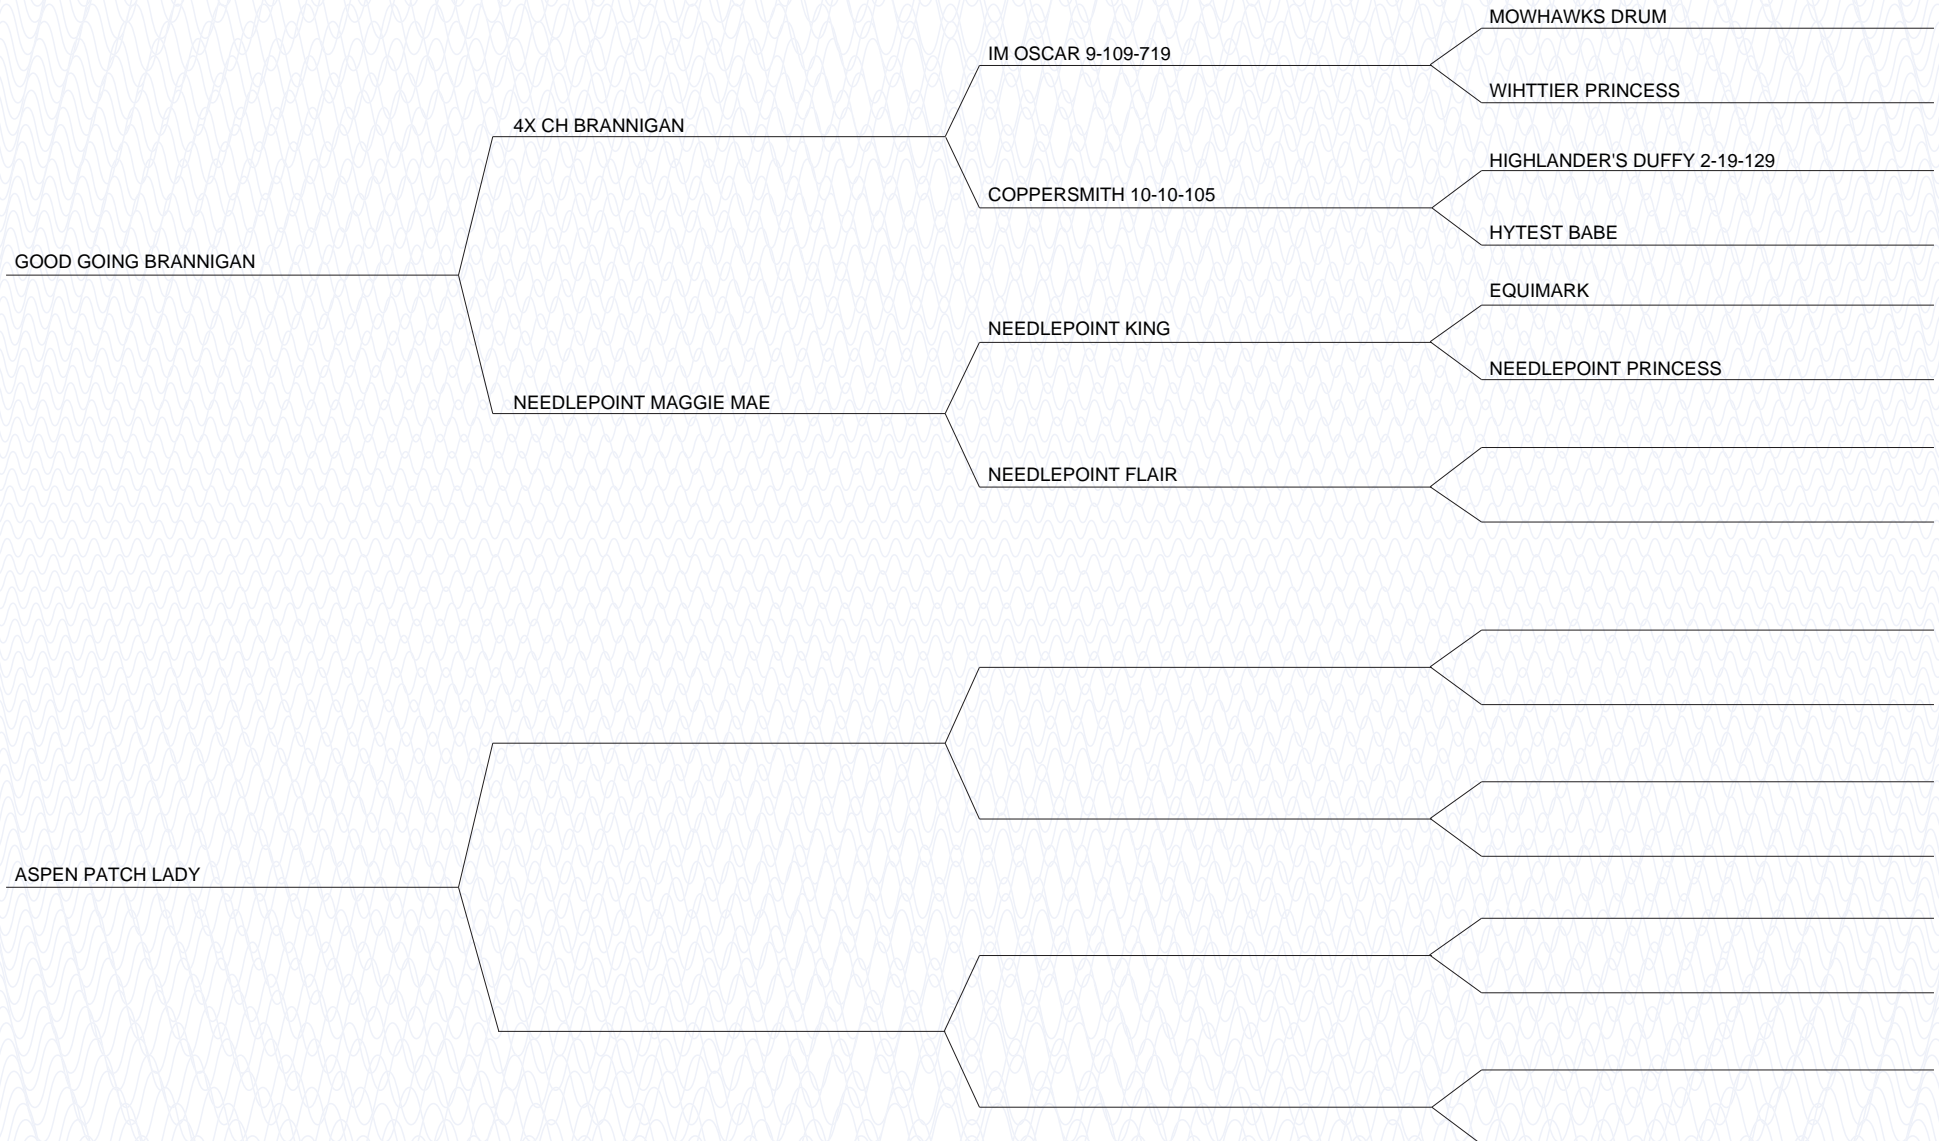 MOWHAWKS DRUM
IM OSCAR 9-109-719
WIHTTIER PRINCESS
4X CH BRANNIGAN
HIGHLANDER'S DUFFY 2-19-129
COPPERSMITH 10-10-105
HYTEST BABE
GOOD GOING BRANNIGAN
EQUIMARK
NEEDLEPOINT KING
NEEDLEPOINT PRINCESS
NEEDLEPOINT MAGGIE MAE
NEEDLEPOINT FLAIR
ASPEN PATCH LADY